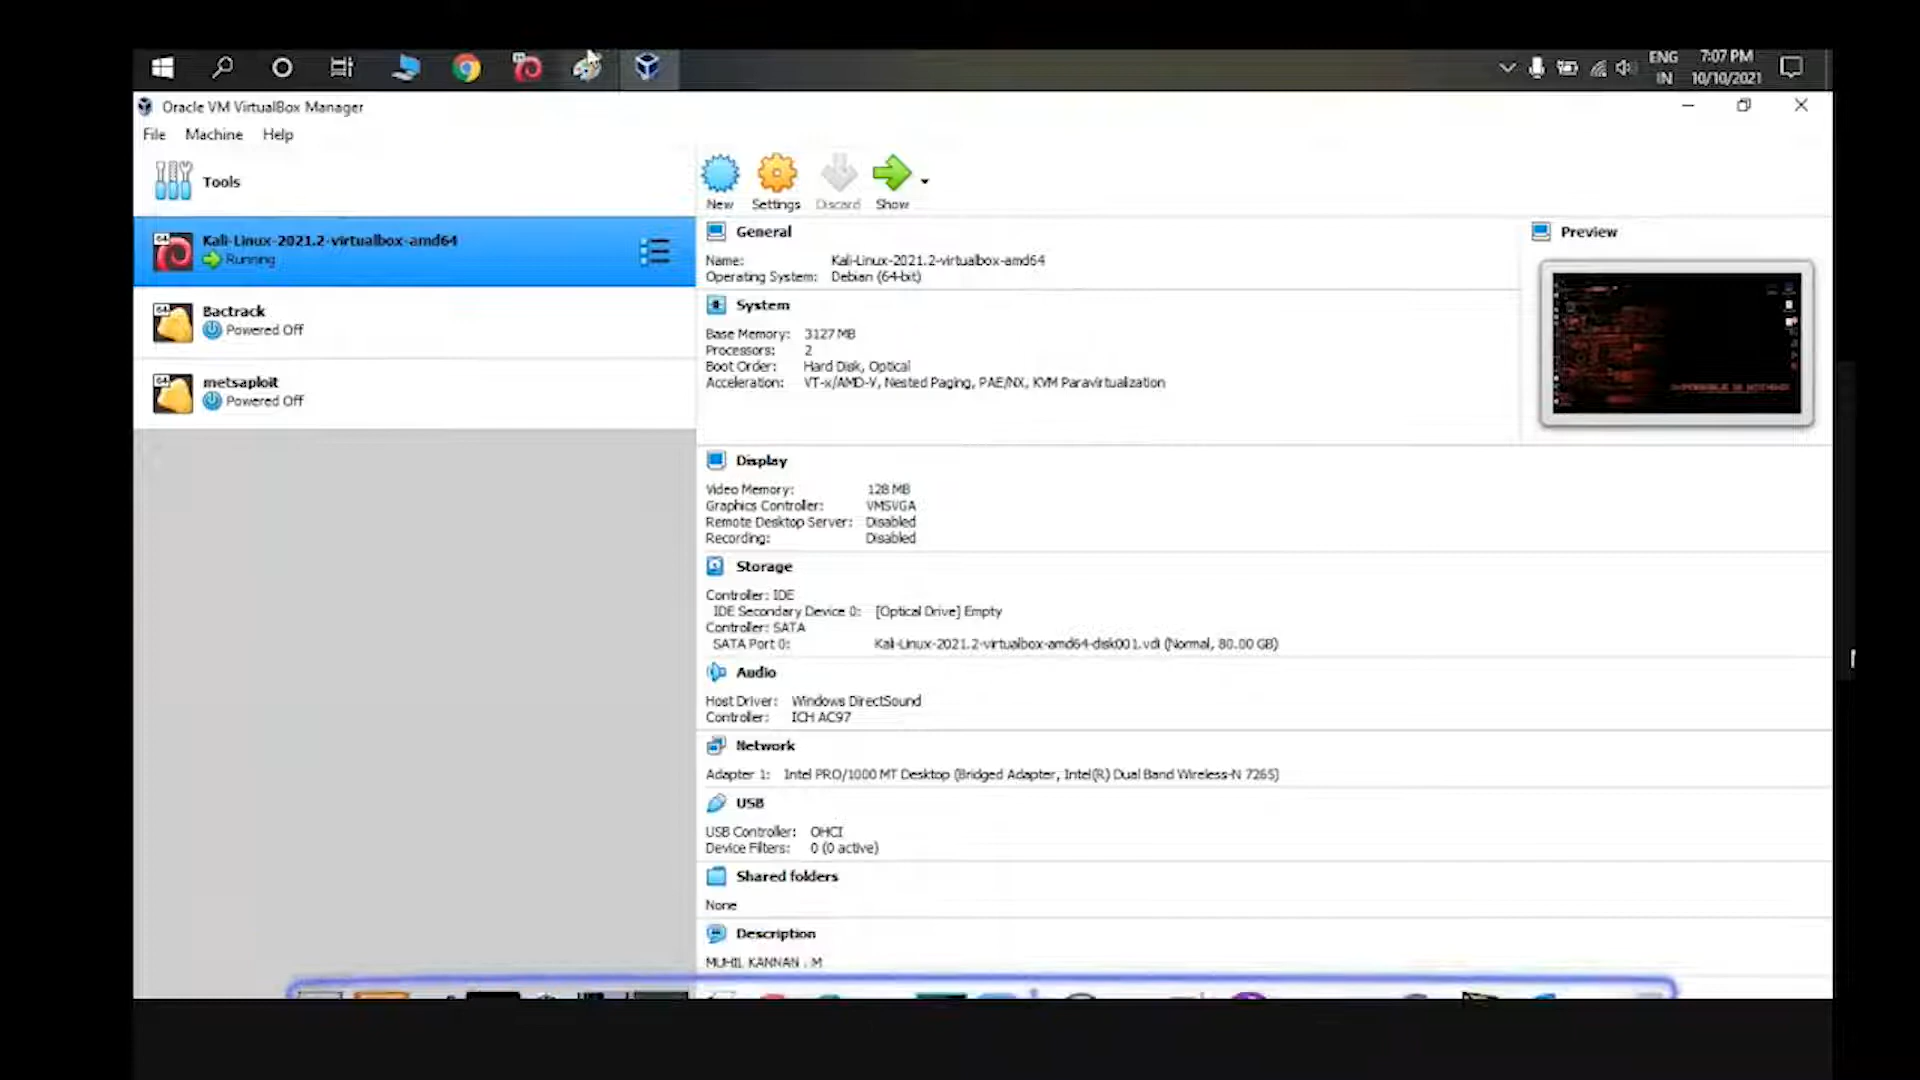 ENG
7:07 PM
IN
10/10/2021
Oracle VM VirtualBox Manager
File Machine Help
Tools
New Settings Discard Show
64
Kali-Linux-2021.2-virtualbox-amd64
Running
64
Bactrack
Powered Off
64
metsaploit
Powered Off
General
Name: Kali-Linux-2021.2-virtualbox-amd64
Operating System: Debian (64-bit)
System
Base Memory: 3127 MB
Processors: 2
Boot Order: Hard Disk, Optical
Acceleration: VT-x/AMD-V, Nested Paging, PAE/NX, KVM Paravirtualization
Preview
Display
Video Memory: 128 MB
Graphics Controller: VMSVGA
Remote Desktop Server: Disabled
Recording: Disabled
Storage
Controller: IDE
IDE Secondary Device 0: [Optical Drive] Empty
Controller: SATA
SATA Port 0: Kali-Linux-2021.2-virtualbox-amd64-disk001.vdi (Normal, 80.00 GB)
Audio
Host Driver: Windows DirectSound
Controller: ICH AC97
Network
Adapter 1: Intel PRO/1000 MT Desktop (Bridged Adapter, Intel(R) Dual Band Wireless-N 7265)
USB
USB Controller: OHCI
Device Filters: 0 (0 active)
Shared folders
None
Description
MUHIL KANNAN . M